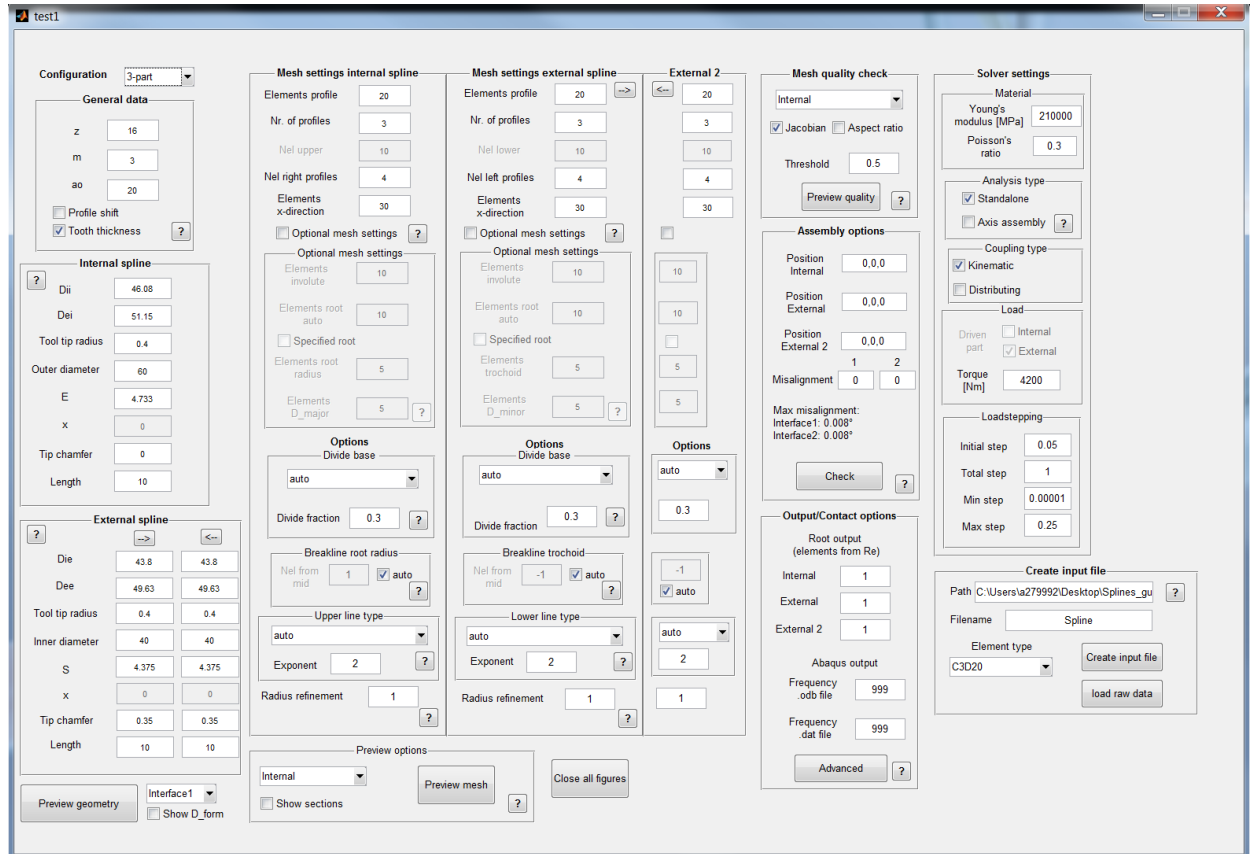 test1
Configuration 3-part
General data
z 16
m 3
ao 20
Profile shift
Tooth thickness ?
Internal spline
?
Dii 46.08
Dei 51.15
Tool tip radius 0.4
Outer diameter 60
E 4.733
x 0
Tip chamfer 0
Length 10
External spline
? --> <--
Die 43.8 43.8
Dee 49.63 49.63
Tool tip radius 0.4 0.4
Inner diameter 40 40
S 4.375 4.375
x 0 0
Tip chamfer 0.35 0.35
Length 10 10
Preview geometry
Interface1
Show D_form
Mesh settings internal spline
Elements profile 20
Nr. of profiles 3
Nel upper 10
Nel right profiles 4
Elements
x-direction 30
Optional mesh settings ?
Optional mesh settings
Elements
involute 10
Elements root
auto 10
Specified root
Elements root
radius 5
Elements
D_major 5 ?
Options
Divide base
auto
Divide fraction 0.3 ?
Breakline root radius
Nel from
mid 1 auto
?
Upper line type
auto
Exponent 2 ?
Radius refinement 1
?
Mesh settings external spline
Elements profile 20 -->
Nr. of profiles 3
Nel lower 10
Nel left profiles 4
Elements
x-direction 30
Optional mesh settings ?
Optional mesh settings
Elements
involute 10
Elements root
auto 10
Specified root
Elements
trochoid 5
Elements
D_minor 5 ?
Options
Divide base
auto
Divide fraction 0.3 ?
Breakline trochoid
Nel from
mid -1 auto
?
Lower line type
auto
Exponent 2 ?
Radius refinement 1
?
External 2
<-- 20
3
10
4
30
10
10
5
5
Options
auto
0.3
-1
auto
auto
2
1
Preview options
Internal
Show sections
Preview mesh
?
Close all figures
Mesh quality check
Internal
Jacobian Aspect ratio
Threshold 0.5
Preview quality ?
Assembly options
Position
Internal 0,0,0
Position
External 0,0,0
Position
External 2 0,0,0
1 2
Misalignment 0 0
Max misalignment:
Interface1: 0.008°
Interface2: 0.008°
Check ?
Output/Contact options
Root output
(elements from Re)
Internal 1
External 1
External 2 1
Abaqus output
Frequency
.odb file 999
Frequency
.dat file 999
Advanced ?
Solver settings
Material
Young's
modulus [MPa] 210000
Poisson's
ratio 0.3
Analysis type
Standalone
Axis assembly ?
Coupling type
Kinematic
Distributing
Load
Driven
part
Internal
External
Torque
[Nm] 4200
Loadstepping
Initial step 0.05
Total step 1
Min step 0.00001
Max step 0.25
Create input file
Path C:\Users\a279992\Desktop\Splines_gu ?
Filename Spline
Element type
C3D20
Create input file
load raw data